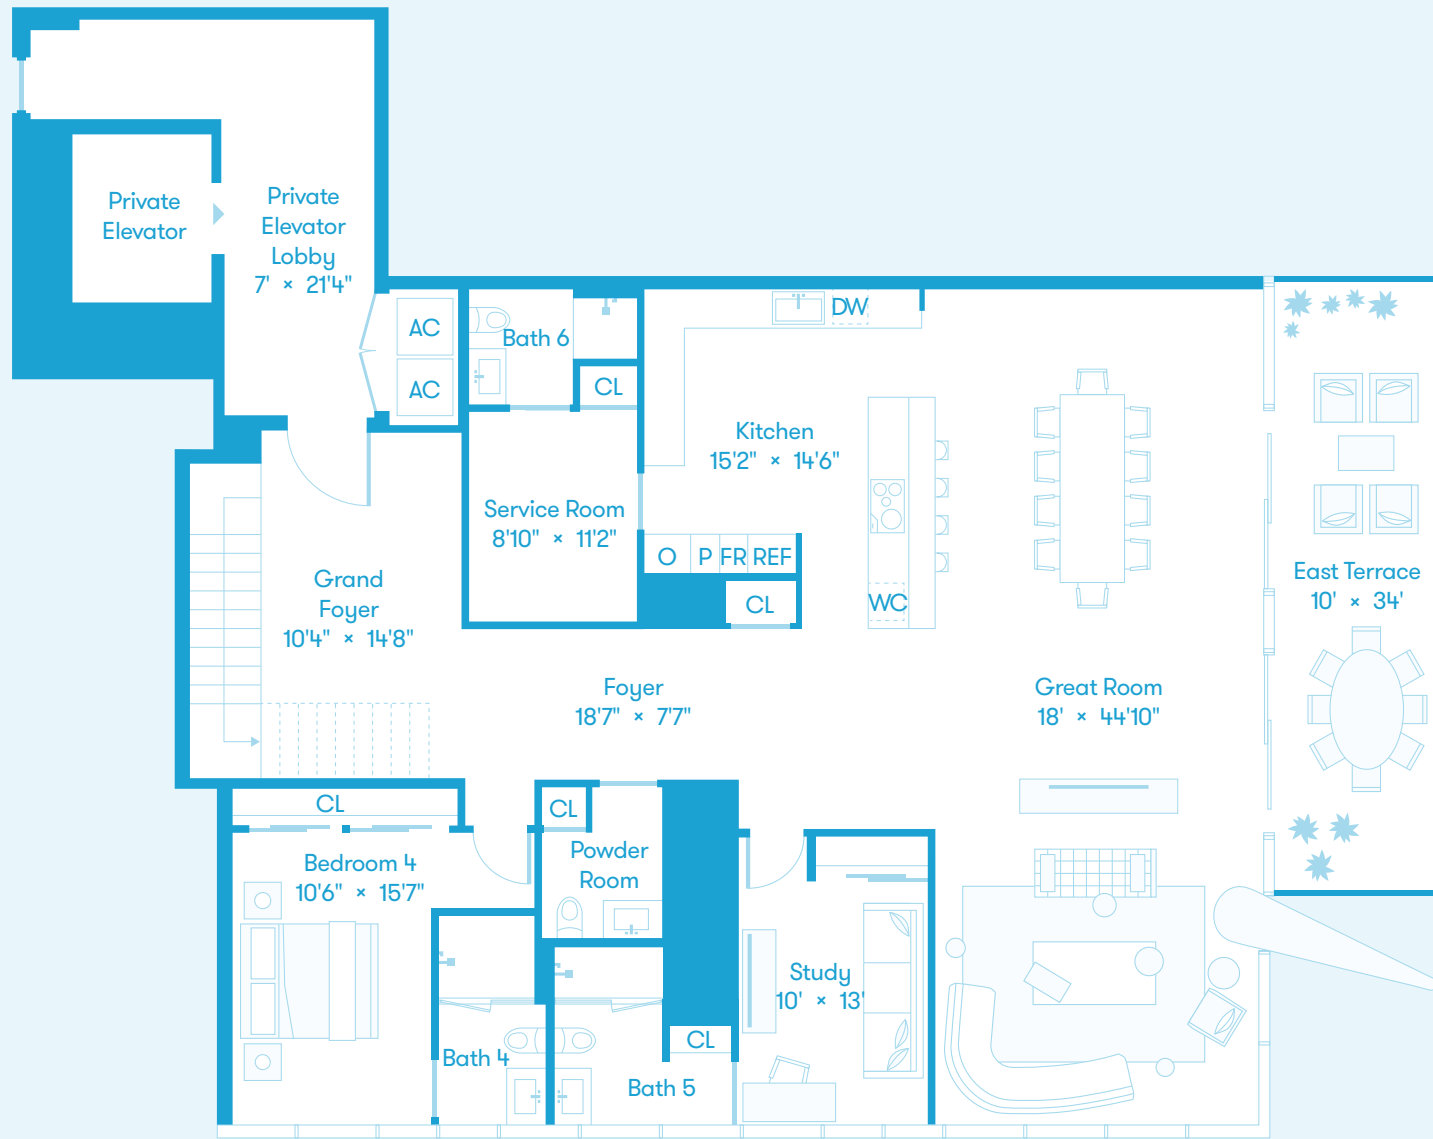 Private
Elevator
Private
Elevator
Lobby
7' × 21'4"
AC
AC
Bath 6
CL
DW
Kitchen
15'2" × 14'6"
Service Room
8'10" × 11'2"
O
P
FR
REF
CL
WC
East Terrace
10' × 34'
Grand
Foyer
10'4" × 14'8"
Foyer
18'7" × 7'7"
Great Room
18' × 44'10"
CL
CL
Bedroom 4
10'6" × 15'7"
Powder
Room
Study
10' × 13'
CL
Bath 4
Bath 5